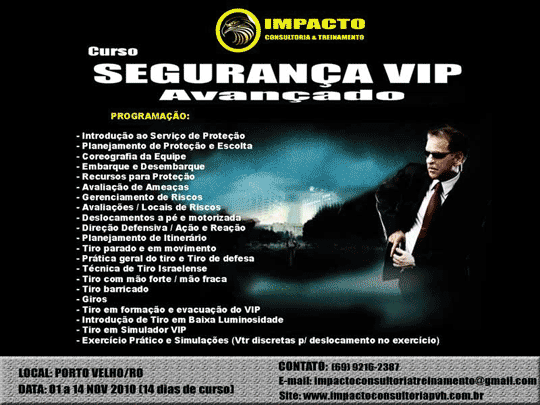 IMPACTO
CONSULTORIA & TREINAMENTO
Curso
SEGURANÇA VIP
Avançado
PROGRAMAÇÃO:
- Introdução ao Serviço de Proteção
- Planejamento de Proteção e Escolta
- Coreografia da Equipe
- Embarque e Desembarque
- Recursos para Proteção
- Avaliação de Ameaças
- Gerenciamento de Riscos
- Avaliações / Locais de Riscos
- Deslocamentos a pé e motorizada
- Direção Defensiva / Ação e Reação
- Planejamento de Itinerário
- Tiro parado e em movimento
- Prática geral do tiro e Tiro de defesa
- Técnica de Tiro Israelense
- Tiro com mão forte / mão fraca
- Tiro barricado
- Giros
- Tiro em formação e evacuação do VIP
- Introdução de Tiro em Baixa Luminosidade
- Tiro em Simulador VIP
- Exercício Prático e Simulações (Vtr discretas p/ deslocamento no exercício)
LOCAL: PORTO VELHO/RO
DATA: 01 a 14 NOV 2010 (14 dias de curso)
CONTATO: (69) 9216-2387
E-mail: impactoconsultoriatreinamento@gmail.com
Site: www.impactoconsultoriapvh.com.br